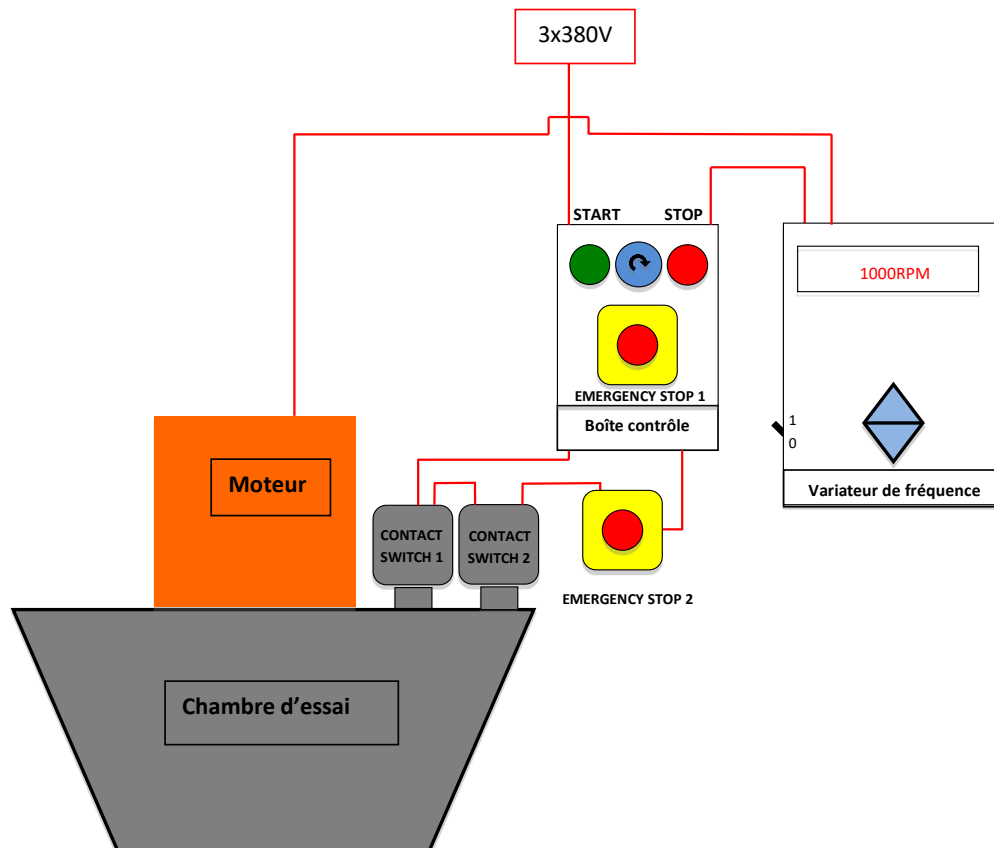 3x380V
START STOP
1000RPM
EMERGENCY STOP 1
Boîte contrôle
1
0
Moteur
Variateur de fréquence
CONTACT
SWITCH 1
CONTACT
SWITCH 2
EMERGENCY STOP 2
Chambre d’essai